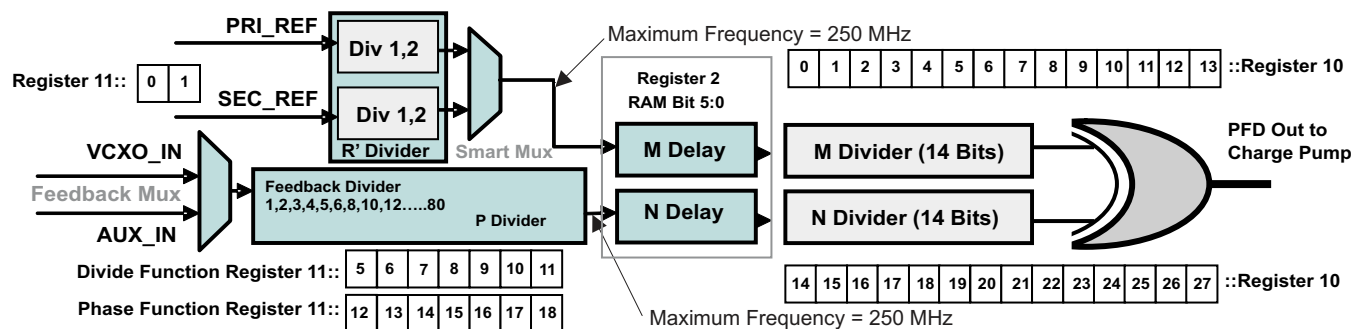 PRI_REF
Div 1,2
Maximum Frequency = 250 MHz
Register 11:: 0 1
SEC_REF
Div 1,2
R' Divider
Smart Mux
Register 2
RAM Bit 5:0
0 1 2 3 4 5 6 7 8 9 10 11 12 13 ::Register 10
VCXO_IN
Feedback Mux
AUX_IN
Feedback Divider
1,2,3,4,5,6,8,10,12.....80
P Divider
M Delay
N Delay
M Divider (14 Bits)
N Divider (14 Bits)
PFD Out to
Charge Pump
Divide Function Register 11:: 5 6 7 8 9 10 11
Phase Function Register 11:: 12 13 14 15 16 17 18
14 15 16 17 18 19 20 21 22 23 24 25 26 27 ::Register 10
Maximum Frequency = 250 MHz